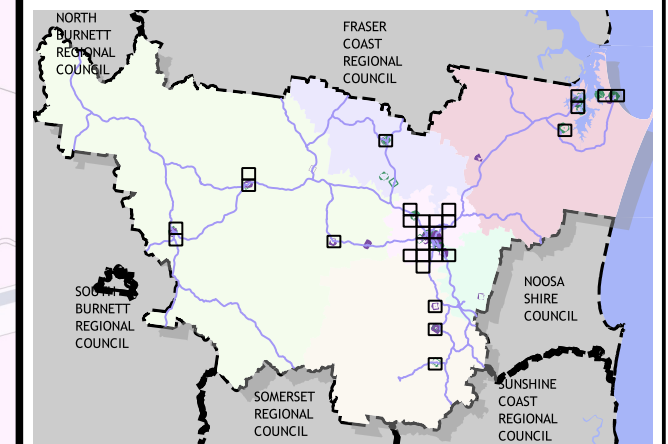 NORTH
BURNETT
REGIONAL
COUNCIL
FRASER
COAST
REGIONAL
COUNCIL
SOUTH
BURNETT
REGIONAL
COUNCIL
NOOSA
SHIRE
COUNCIL
SOMERSET
REGIONAL
COUNCIL
SUNSHINE
COAST
REGIONAL
COUNCIL